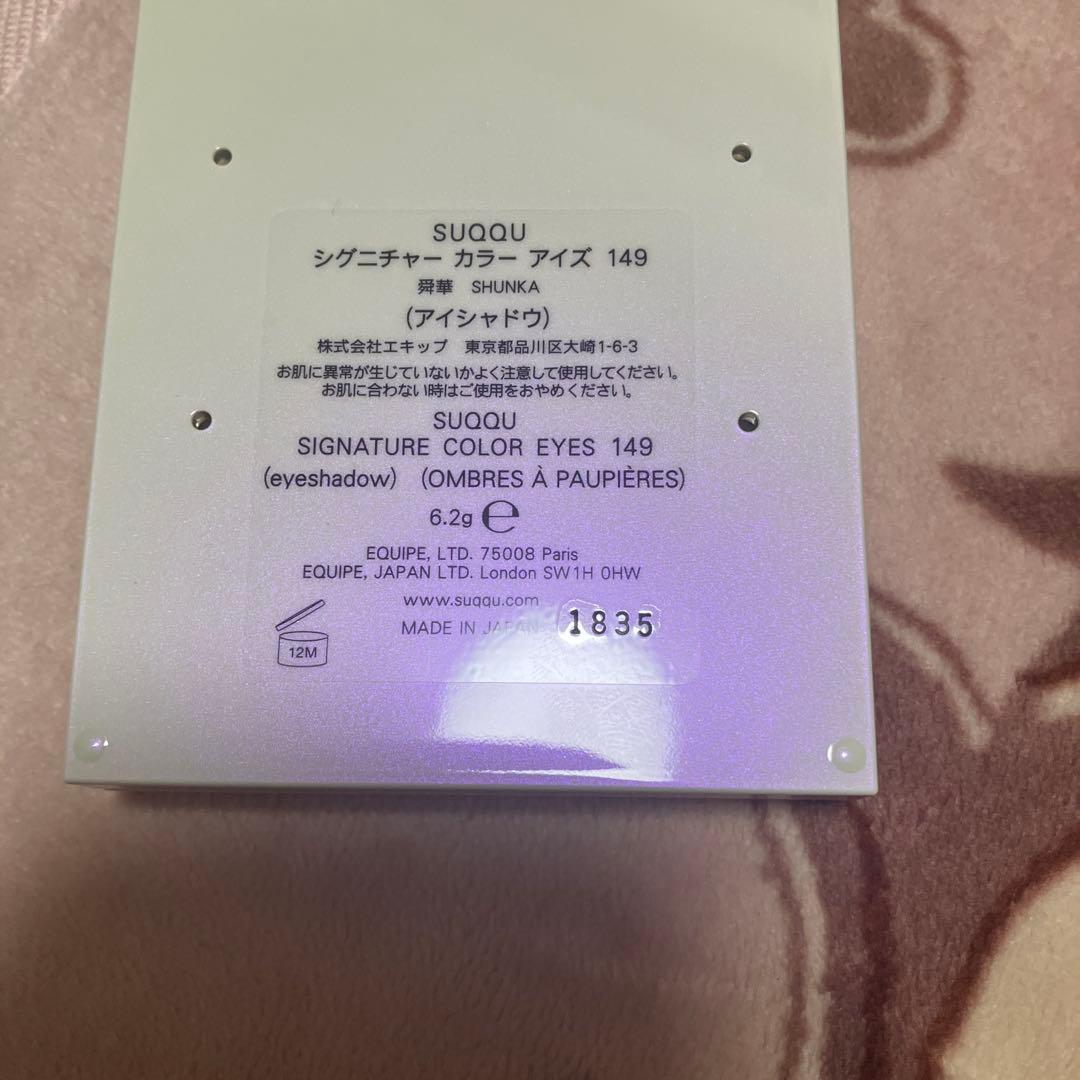 SUQQU
シグニチャー カラー アイズ 149
舜華 SHUNKA
(アイシャドウ)
株式会社エキップ 東京都品川区大崎1-6-3
お肌に異常が生じていないかよく注意して使用してください。
お肌に合わない時はご使用をおやめください。
SUQQU
SIGNATURE COLOR EYES 149
(eyeshadow) (OMBRES À PAUPIÈRES)
6.2g ℮
EQUIPE, LTD. 75008 Paris
EQUIPE, JAPAN LTD. London SW1H 0HW
www.suqqu.com
MADE IN JAPAN 1835
12M